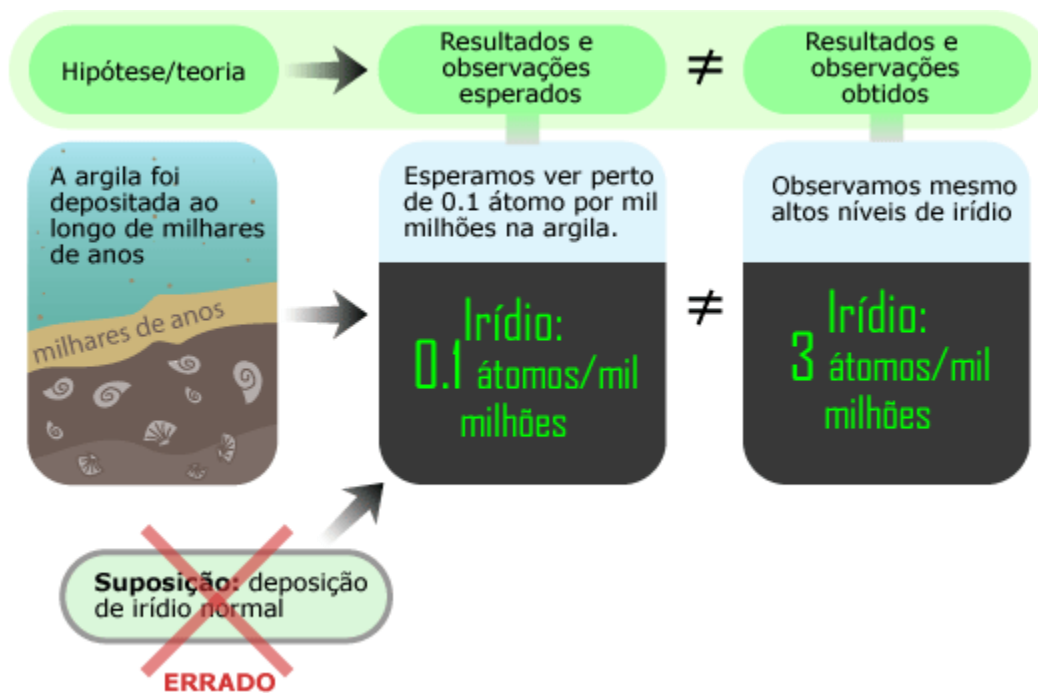 Hipótese/teoria
Resultados e
observações
esperados
≠
Resultados e
observações
obtidos
A argila foi
depositada ao
longo de milhares
de anos
milhares de anos
Esperamos ver perto
de 0.1 átomo por mil
milhões na argila.
Irídio:
0.1 átomos/mil
milhões
≠
Observamos mesmo
altos níveis de irídio
Irídio:
3 átomos/mil
milhões
Suposição: deposição
de irídio normal
ERRADO